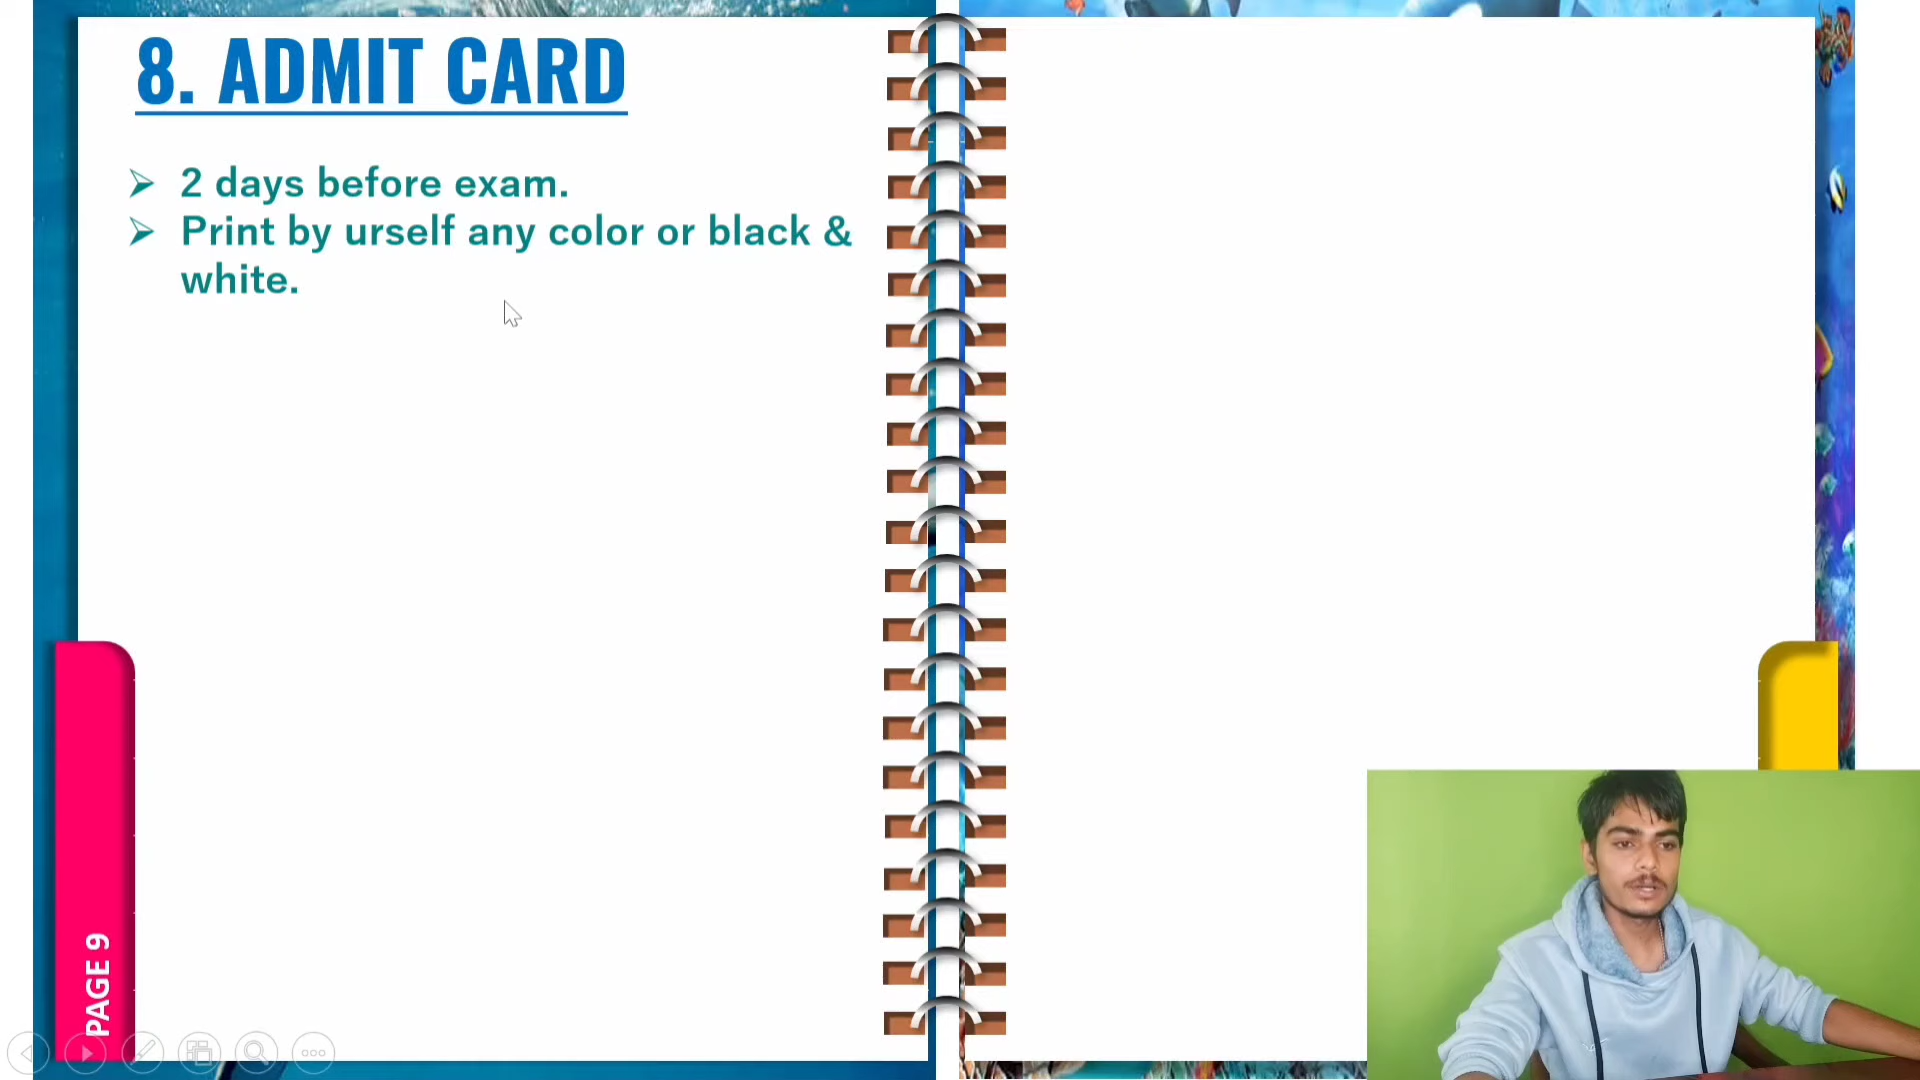 8. ADMIT CARD
2 days before exam.
Print by urself any color or black &
white.
PAGE 9